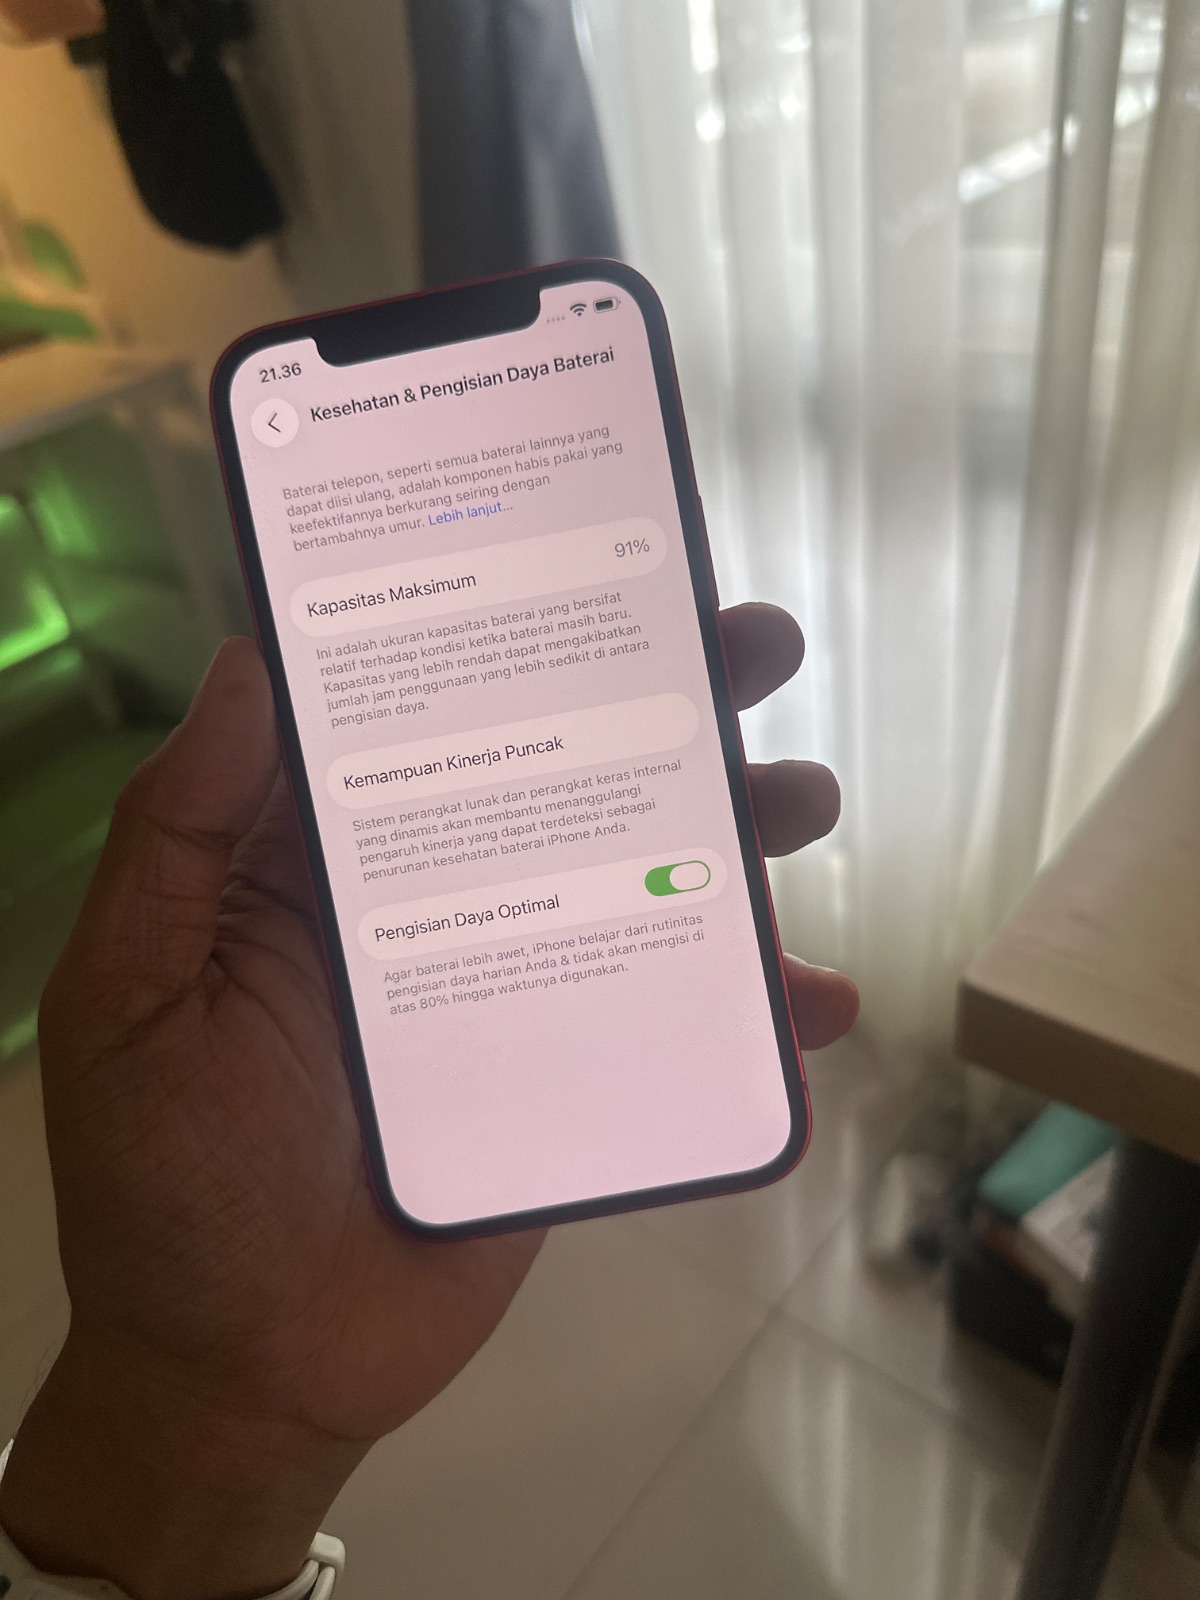 21.36
Kesehatan & Pengisian Daya Baterai
Baterai telepon, seperti semua baterai lainnya yang
dapat diisi ulang, adalah komponen habis pakai yang
keefektifannya berkurang seiring dengan
bertambahnya umur. Lebih lanjut...
Kapasitas Maksimum 91%
Ini adalah ukuran kapasitas baterai yang bersifat
relatif terhadap kondisi ketika baterai masih baru.
Kapasitas yang lebih rendah dapat mengakibatkan
jumlah jam penggunaan yang lebih sedikit di antara
pengisian daya.
Kemampuan Kinerja Puncak
Sistem perangkat lunak dan perangkat keras internal
yang dinamis akan membantu menanggulangi
pengaruh kinerja yang dapat terdeteksi sebagai
penurunan kesehatan baterai iPhone Anda.
Pengisian Daya Optimal
Agar baterai lebih awet, iPhone belajar dari rutinitas
pengisian daya harian Anda & tidak akan mengisi di
atas 80% hingga waktunya digunakan.